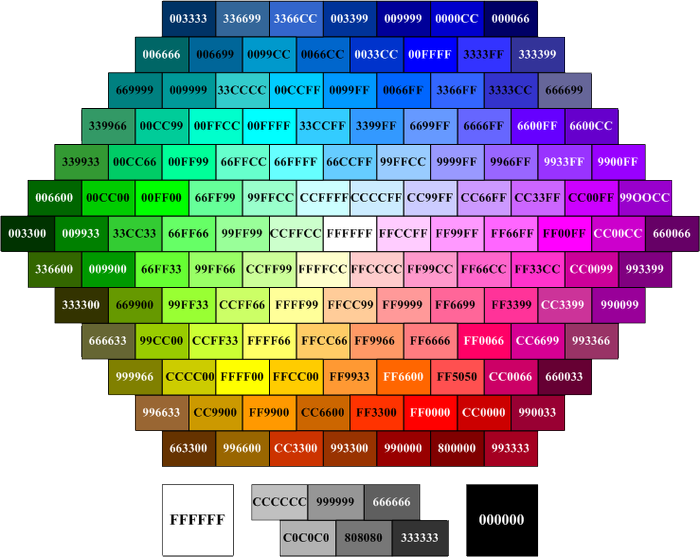 003333 336699 3366CC 003399 009999 0000CC 000066
006666 006699 0099CC 0066CC 0033CC 00FFFF 3333FF 333399
669999 009999 33CCCC 00CCFF 0099FF 0066FF 3366FF 3333CC 666699
339966 00CC99 00FFCC 00FFFF 33CCFF 3399FF 6699FF 6666FF 6600FF 6600CC
339933 00CC66 00FF99 66FFCC 66FFFF 66CCFF 99FFCC 9999FF 9966FF 9933FF 9900FF
006600 00CC00 00FF00 66FF99 99FFCC CCFFFF CCCCFF CC99FF CC66FF CC33FF CC00FF 99OOCC
003300 009933 33CC33 66FF66 99FF99 CCFFCC FFFFFF FFCCFF FF99FF FF66FF FF00FF CC00CC 660066
336600 009900 66FF33 99FF66 CCFF99 FFFFCC FFCCCC FF99CC FF66CC FF33CC CC0099 993399
333300 669900 99FF33 CCFF66 FFFF99 FFCC99 FF9999 FF6699 FF3399 CC3399 990099
666633 99CC00 CCFF33 FFFF66 FFCC66 FF9966 FF6666 FF0066 CC6699 993366
999966 CCCC00 FFFF00 FFCC00 FF9933 FF6600 FF5050 CC0066 660033
996633 CC9900 FF9900 CC6600 FF3300 FF0000 CC0000 990033
663300 996600 CC3300 993300 990000 800000 993333
CCCCCC 999999 666666
FFFFFF 000000
C0C0C0 808080 333333